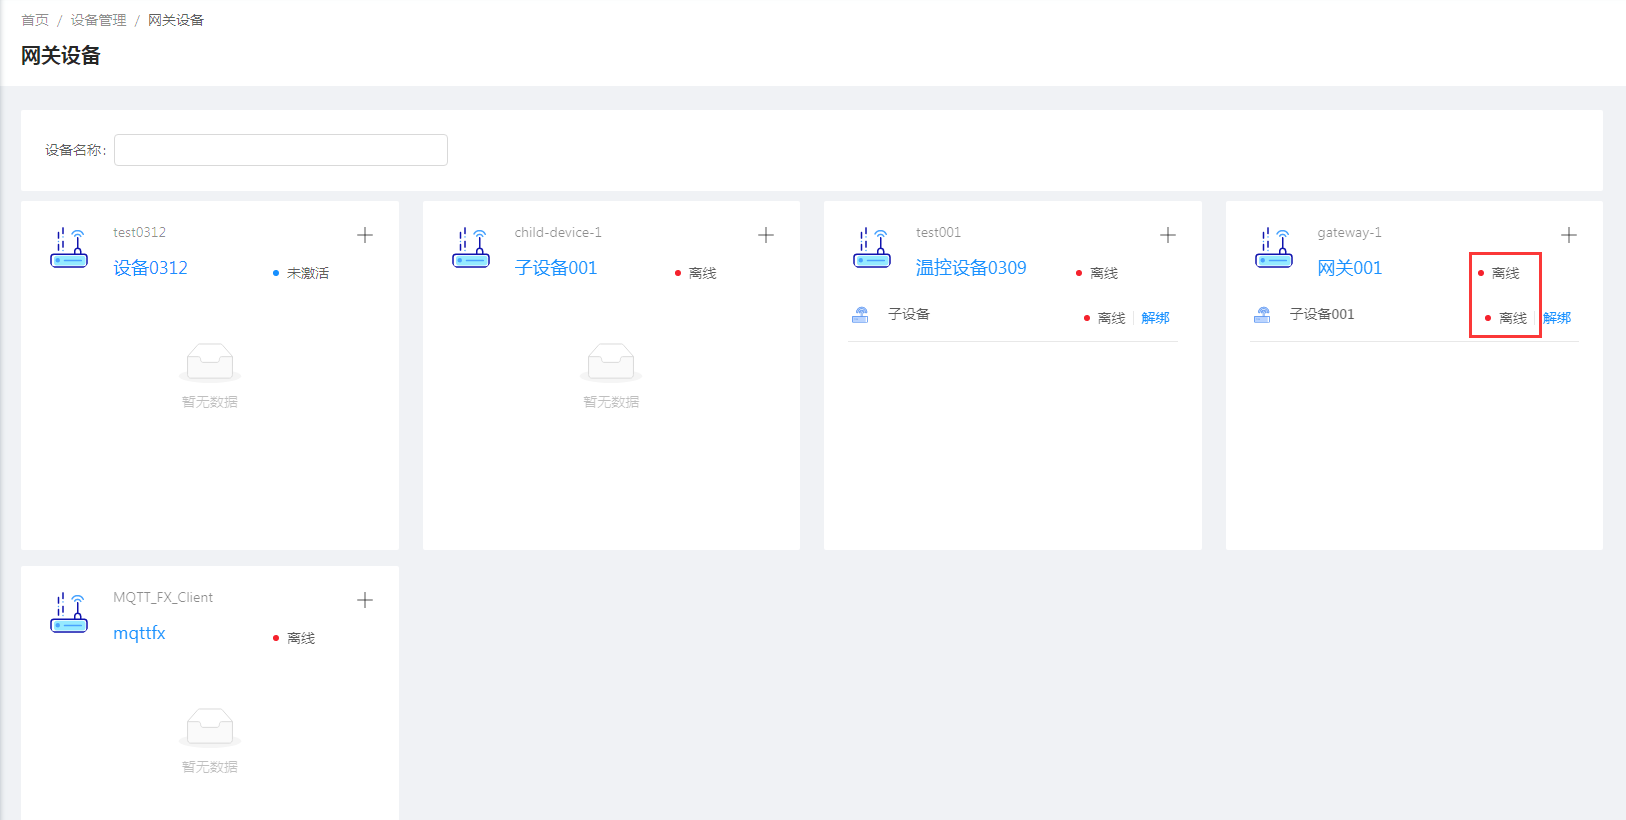 首页 / 设备管理 / 网关设备
网关设备
设备名称:
test0312
设备0312
未激活
暂无数据
child-device-1
子设备001
离线
暂无数据
test001
温控设备0309
离线
子设备
离线
解绑
gateway-1
网关001
离线
子设备001
离线
解绑
MQTT_FX_Client
mqttfx
离线
暂无数据